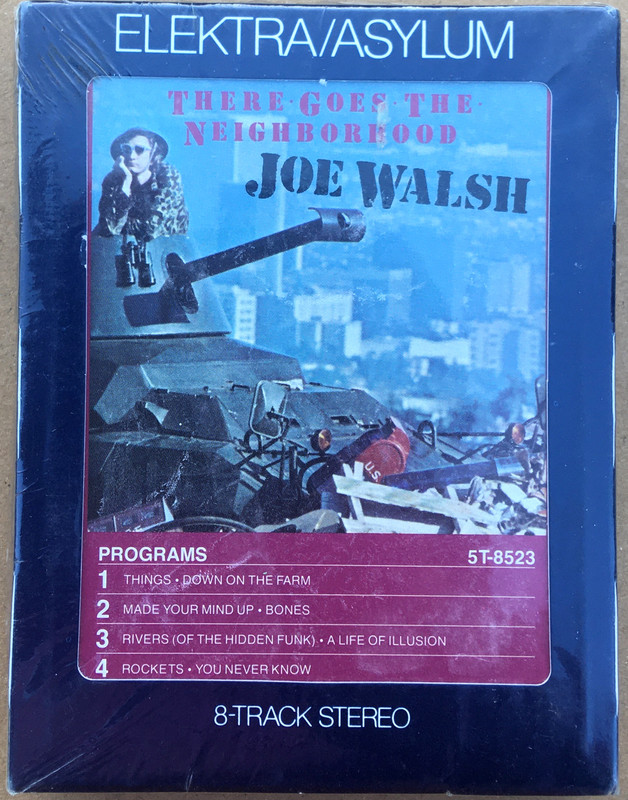 ELEKTRA/ASYLUM
THERE·GOES·THE·
NEIGHBORHOOD
JOE WALSH
U.S.
PROGRAMS 5T-8523
1 THINGS • DOWN ON THE FARM
2 MADE YOUR MIND UP • BONES
3 RIVERS (OF THE HIDDEN FUNK) • A LIFE OF ILLUSION
4 ROCKETS • YOU NEVER KNOW
8-TRACK STEREO